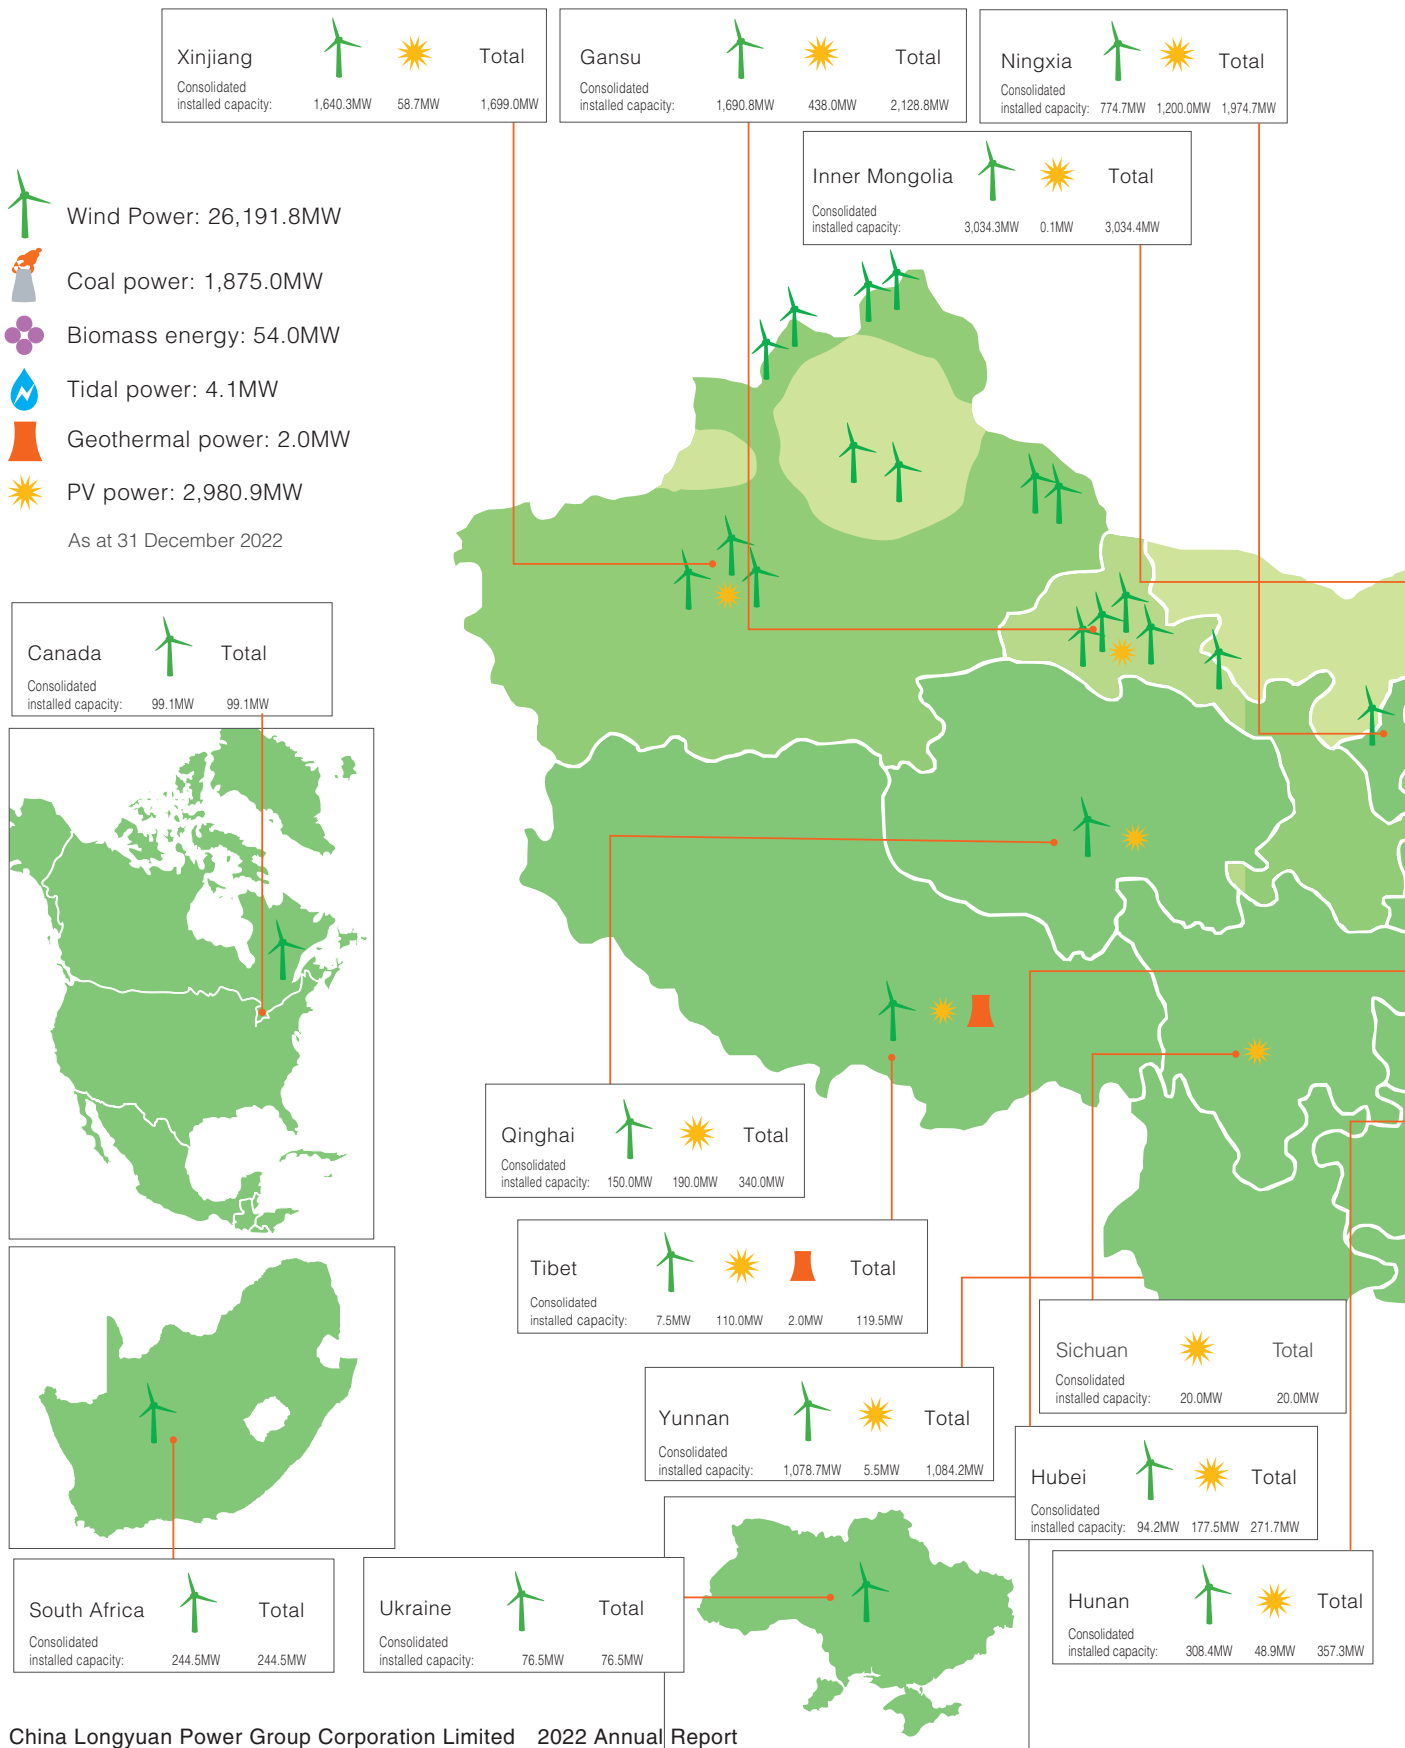 Xinjiang Total
Consolidated
installed capacity: 1,640.3MW 58.7MW 1,699.0MW
Gansu Total
Consolidated
installed capacity: 1,690.8MW 438.0MW 2,128.8MW
Ningxia Total
Consolidated
installed capacity: 774.7MW 1,200.0MW 1,974.7MW
Inner Mongolia Total
Consolidated
installed capacity: 3,034.3MW 0.1MW 3,034.4MW
Wind Power: 26,191.8MW
Coal power: 1,875.0MW
Biomass energy: 54.0MW
Tidal power: 4.1MW
Geothermal power: 2.0MW
PV power: 2,980.9MW
As at 31 December 2022
Canada Total
Consolidated
installed capacity: 99.1MW 99.1MW
Qinghai Total
Consolidated
installed capacity: 150.0MW 190.0MW 340.0MW
Tibet Total
Consolidated
installed capacity: 7.5MW 110.0MW 2.0MW 119.5MW
Sichuan Total
Consolidated
installed capacity: 20.0MW 20.0MW
Yunnan Total
Consolidated
installed capacity: 1,078.7MW 5.5MW 1,084.2MW
Hubei Total
Consolidated
installed capacity: 94.2MW 177.5MW 271.7MW
Hunan Total
Consolidated
installed capacity: 308.4MW 48.9MW 357.3MW
South Africa Total
Consolidated
installed capacity: 244.5MW 244.5MW
Ukraine Total
Consolidated
installed capacity: 76.5MW 76.5MW
China Longyuan Power Group Corporation Limited 2022 Annual Report